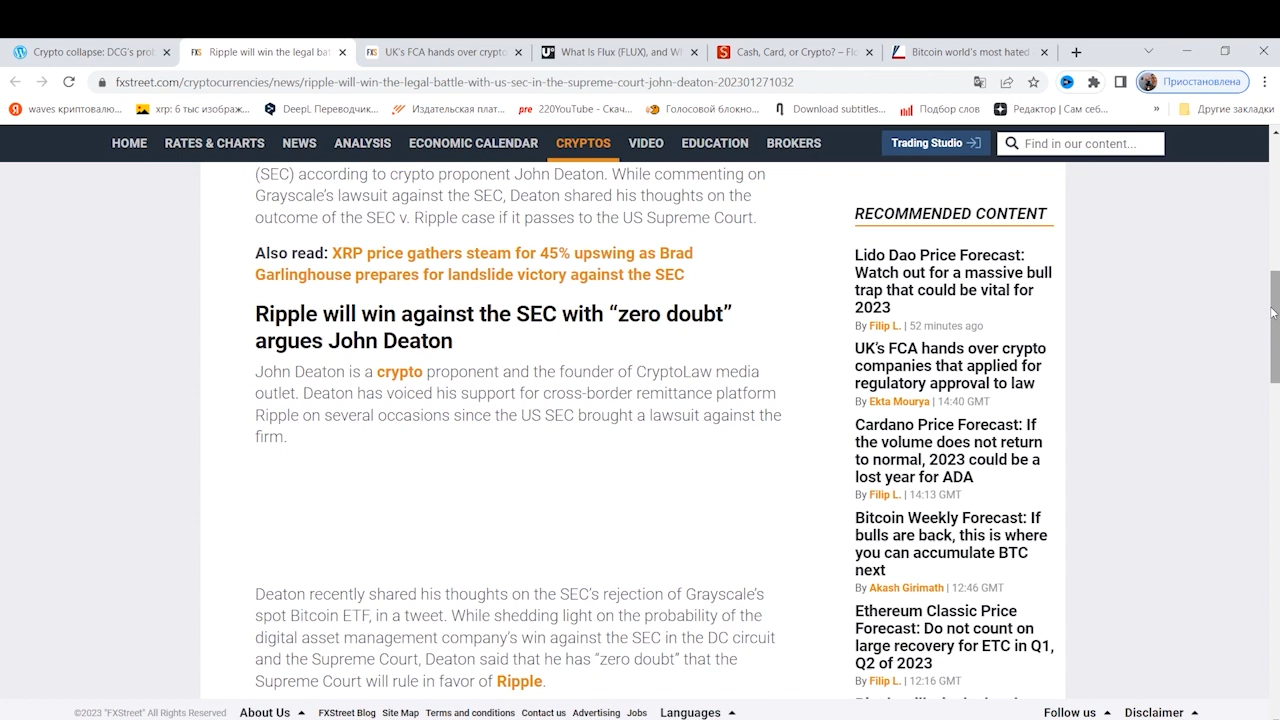 Crypto collapse: DCG's pro
Ripple will win the legal bat
UK's FCA hands over crypto
What Is Flux (FLUX), and W
Cash, Card, or Crypto? – Flo
Bitcoin world's most hated
fxstreet.com/cryptocurrencies/news/ripple-will-win-the-legal-battle-with-us-sec-in-the-supreme-court-john-deaton-202301271032
Приостановлена
waves криптовалю...
xrp: 6 тыс изображ...
DeepL Переводчик...
Издательская плат...
220YouTube - Скач...
Голосовой блокно...
Download subtitles...
Подбор слов
Редактор | Сам себ...
»
Другие закладки
HOME
RATES & CHARTS
NEWS
ANALYSIS
ECONOMIC CALENDAR
CRYPTOS
VIDEO
EDUCATION
BROKERS
Trading Studio
Find in our content...
(SEC) according to crypto proponent John Deaton. While commenting on
Grayscale's lawsuit against the SEC, Deaton shared his thoughts on the
outcome of the SEC v. Ripple case if it passes to the US Supreme Court.
Also read: XRP price gathers steam for 45% upswing as Brad
Garlinghouse prepares for landslide victory against the SEC
Ripple will win against the SEC with “zero doubt”
argues John Deaton
John Deaton is a crypto proponent and the founder of CryptoLaw media
outlet. Deaton has voiced his support for cross-border remittance platform
Ripple on several occasions since the US SEC brought a lawsuit against the
firm.
Deaton recently shared his thoughts on the SEC's rejection of Grayscale's
spot Bitcoin ETF, in a tweet. While shedding light on the probability of the
digital asset management company's win against the SEC in the DC circuit
and the Supreme Court, Deaton said that he has “zero doubt” that the
Supreme Court will rule in favor of Ripple.
RECOMMENDED CONTENT
Lido Dao Price Forecast:
Watch out for a massive bull
trap that could be vital for
2023
By Filip L. | 52 minutes ago
UK's FCA hands over crypto
companies that applied for
regulatory approval to law
By Ekta Mourya | 14:40 GMT
Cardano Price Forecast: If
the volume does not return
to normal, 2023 could be a
lost year for ADA
By Filip L. | 14:13 GMT
Bitcoin Weekly Forecast: If
bulls are back, this is where
you can accumulate BTC
next
By Akash Girimath | 12:46 GMT
Ethereum Classic Price
Forecast: Do not count on
large recovery for ETC in Q1,
Q2 of 2023
By Filip L. | 12:16 GMT
©2023 "FXStreet" All Rights Reserved
About Us
FXStreet Blog
Site Map
Terms and conditions
Contact us
Advertising
Jobs
Languages
Follow us
Disclaimer